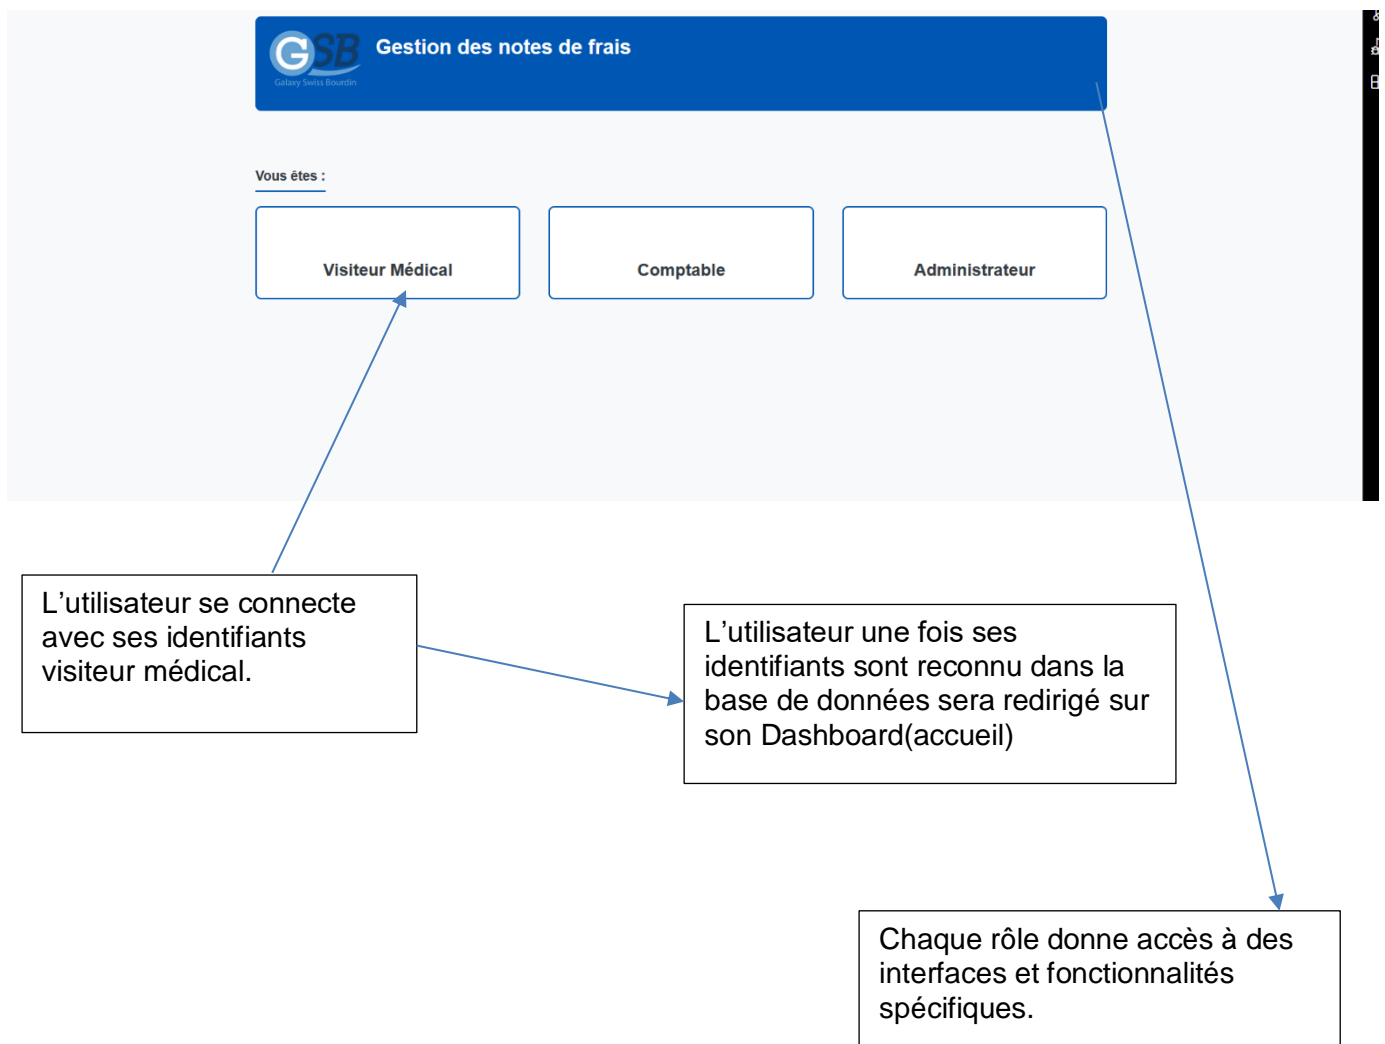 GSB
Galaxy Swiss Bourdin
Gestion des notes de frais
Vous êtes :
Visiteur Médical
Comptable
Administrateur
L’utilisateur se connecte
avec ses identifiants
visiteur médical.
L’utilisateur une fois ses
identifiants sont reconnu dans la
base de données sera redirigé sur
son Dashboard(accueil)
Chaque rôle donne accès à des
interfaces et fonctionnalités
spécifiques.